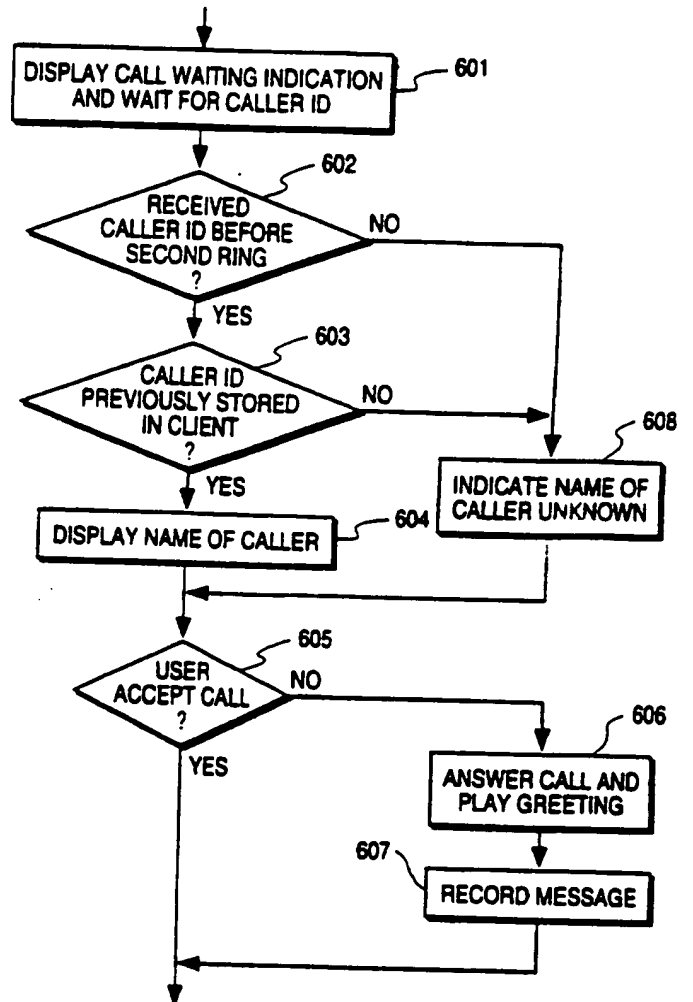 DISPLAY CALL WAITING INDICATION
AND WAIT FOR CALLER ID
601
602
RECEIVED
CALLER ID BEFORE
SECOND RING
?
NO
YES
603
CALLER ID
PREVIOUSLY STORED
IN CLIENT
?
NO
YES
608
INDICATE NAME OF
CALLER UNKNOWN
DISPLAY NAME OF CALLER
604
605
USER
ACCEPT CALL
?
NO
YES
606
ANSWER CALL AND
PLAY GREETING
607
RECORD MESSAGE